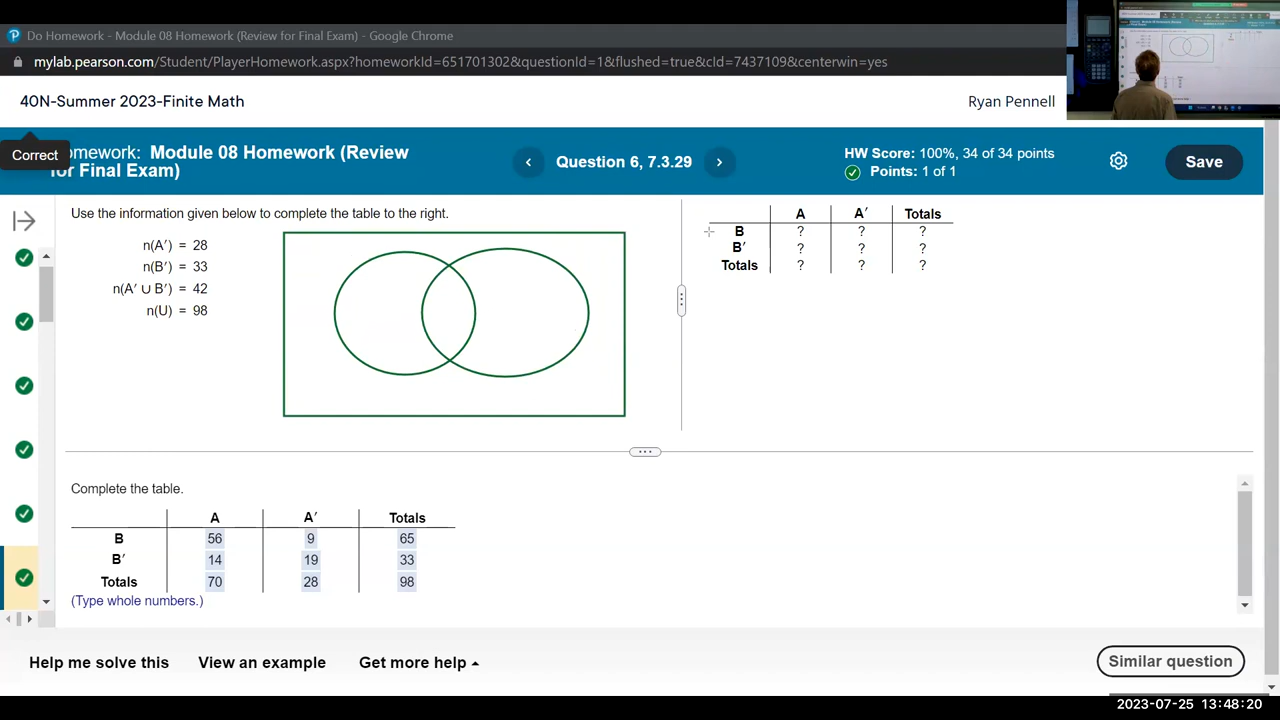 Do Homework - Module 08 Homework (Review for Final Exam) - Google C
mylab.pearson.com/Student/PlayerHomework.aspx?homeworkId=651701302&questionId=1&flushed=true&cId=7437109&centerwin=yes
40N-Summer 2023-Finite Math
Ryan Pennell
Correct
omework: Module 08 Homework (Review for Final Exam)
Question 6, 7.3.29
HW Score: 100%, 34 of 34 points
Points: 1 of 1
Save
Use the information given below to complete the table to the right.
n(A′) = 28
n(B′) = 33
n(A′ ∪ B′) = 42
n(U) = 98
A A′ Totals
B ? ? ?
B′ ? ? ?
Totals ? ? ?
Complete the table.
A A′ Totals
B 56 9 65
B′ 14 19 33
Totals 70 28 98
(Type whole numbers.)
Help me solve this
View an example
Get more help
Similar question
2023-07-25 13:48:20